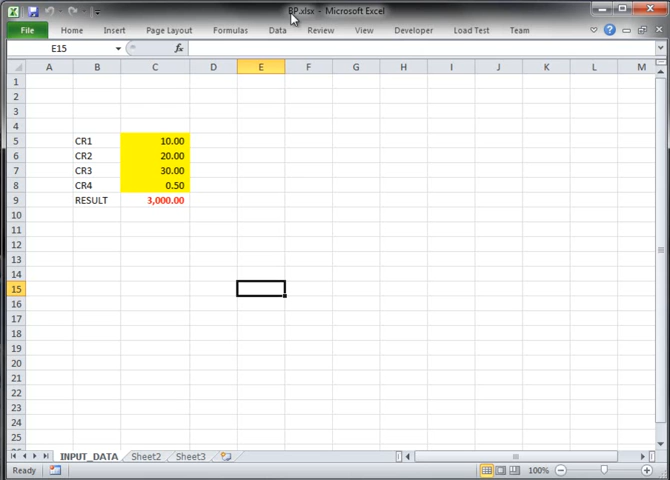 BP.xlsx - Microsoft Excel
File Home Insert Page Layout Formulas Data Review View Developer Load Test Team
E15 fx
A B C D E F G H I J K L M
1
2
3
4
5 CR1 10.00
6 CR2 20.00
7 CR3 30.00
8 CR4 0.50
9 RESULT 3,000.00
10
11
12
13
14
15
16
17
18
19
20
21
22
23
24
25
INPUT_DATA Sheet2 Sheet3
Ready 100%